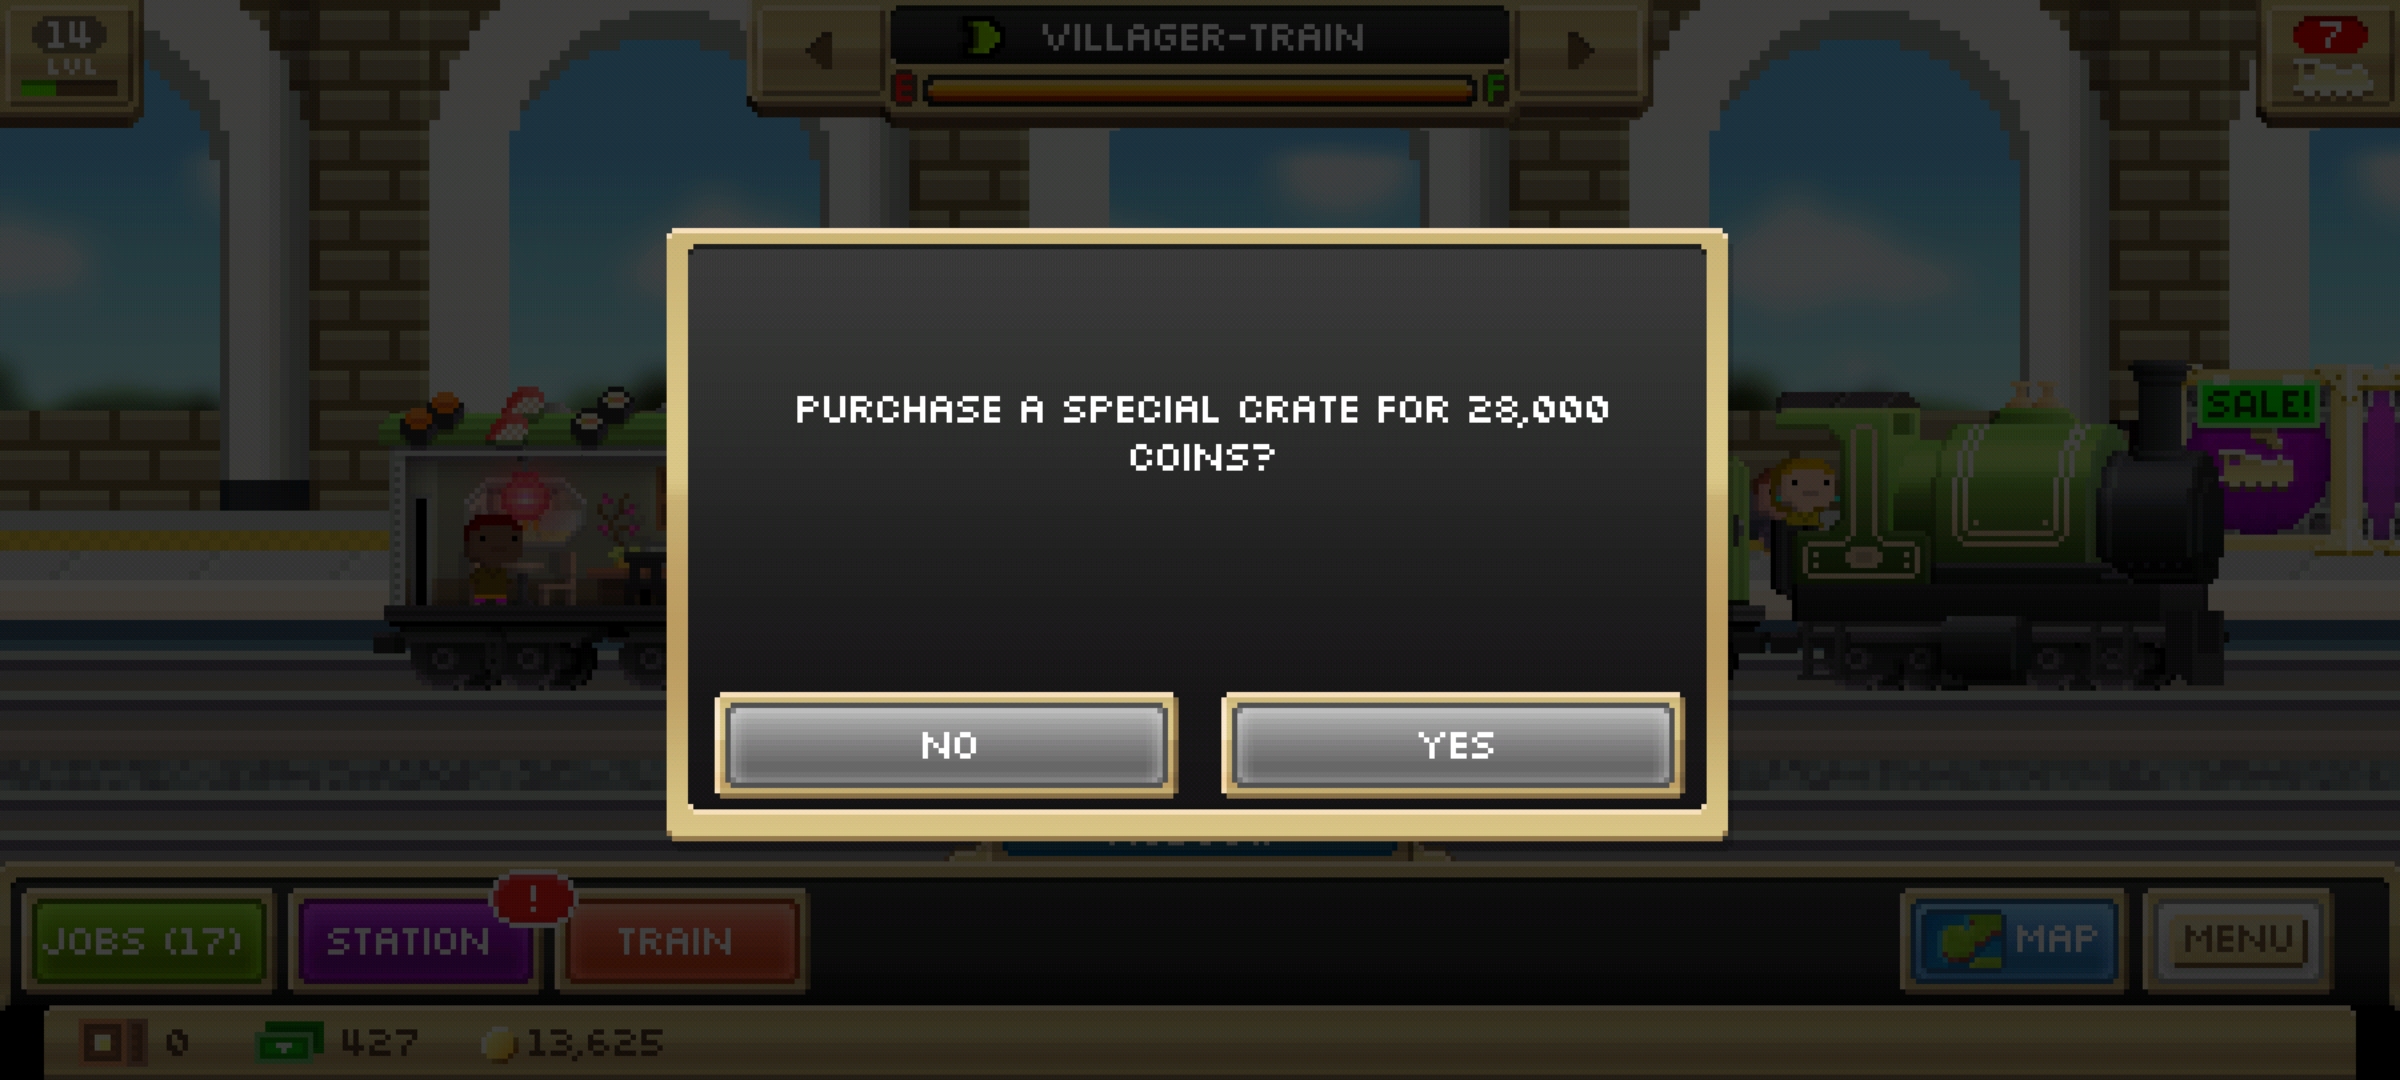 14
LVL
VILLAGER-TRAIN
E F
7
SALE!
PURCHASE A SPECIAL CRATE FOR 28,000
COINS?
NO
YES
JOBS (17)
STATION
!
TRAIN
MAP
MENU
0
427
13,625